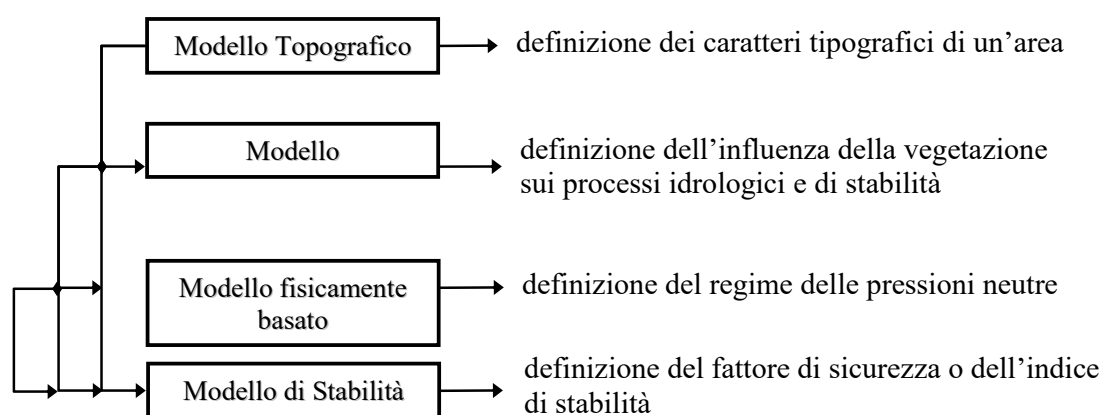 Modello Topografico
definizione dei caratteri tipografici di un'area
Modello
definizione dell'influenza della vegetazione
sui processi idrologici e di stabilità
Modello fisicamente
basato
definizione del regime delle pressioni neutre
Modello di Stabilità
definizione del fattore di sicurezza o dell'indice
di stabilità